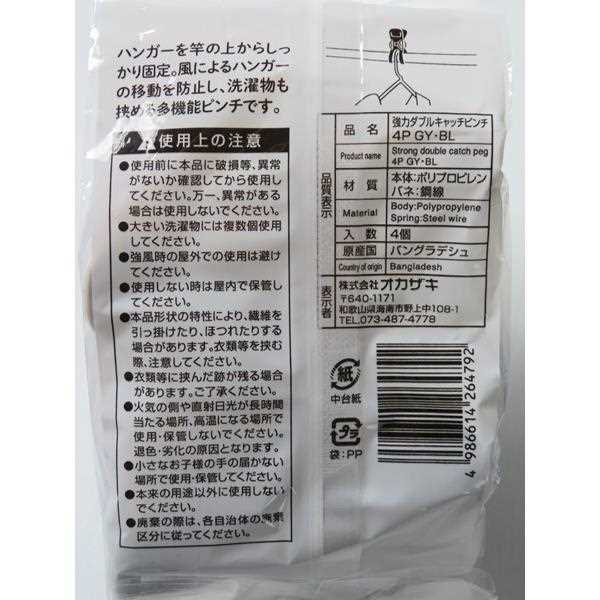 ハンガーを竿の上からしっ
かり固定。風によるハンガー
の移動を防止し、洗濯物も
挟める多機能ピンチです。
使用上の注意
●使用前に本品に破損等、異常
がないか確認してから使用し
てください。万一、異常がある
場合は使用しないでください。
●大きい洗濯物には複数個使用
してください。
●強風時の屋外での使用は避け
てください。
●使用しない時は屋内で保管し
てください。
●本品形状の特性により、繊維を
引っ掛けたり、ほつれたりする
場合があります。衣類等を挟む
際、注意してください。
●衣類等に挟んだ跡が残る場合
があります。ご了承ください。
●火気の側や直射日光が長時間
当たる場所、高温になる場所で
使用・保管しないでください。
退色・劣化の原因となります。
●小さなお子様の手の届かない
場所で使用・保管してください。
●本来の用途以外に使用しない
でください。
●廃棄の際は、各自治体の廃棄
区分に従ってください。
品質表示
品名 強力ダブルキャッチピンチ
4P GY・BL
Product name Strong double catch peg
4P GY・BL
材質 本体:ポリプロピレン
バネ:鋼線
Material Body:Polypropylene
Spring:Steel wire
入数 4個
原産国 バングラデシュ
Country of origin Bangladesh
表示者
株式会社オカザキ
〒640-1171
和歌山県海南市野上中108-1
TEL.073-487-4778
紙
中台紙
プラ
袋:PP
4 986614 264792